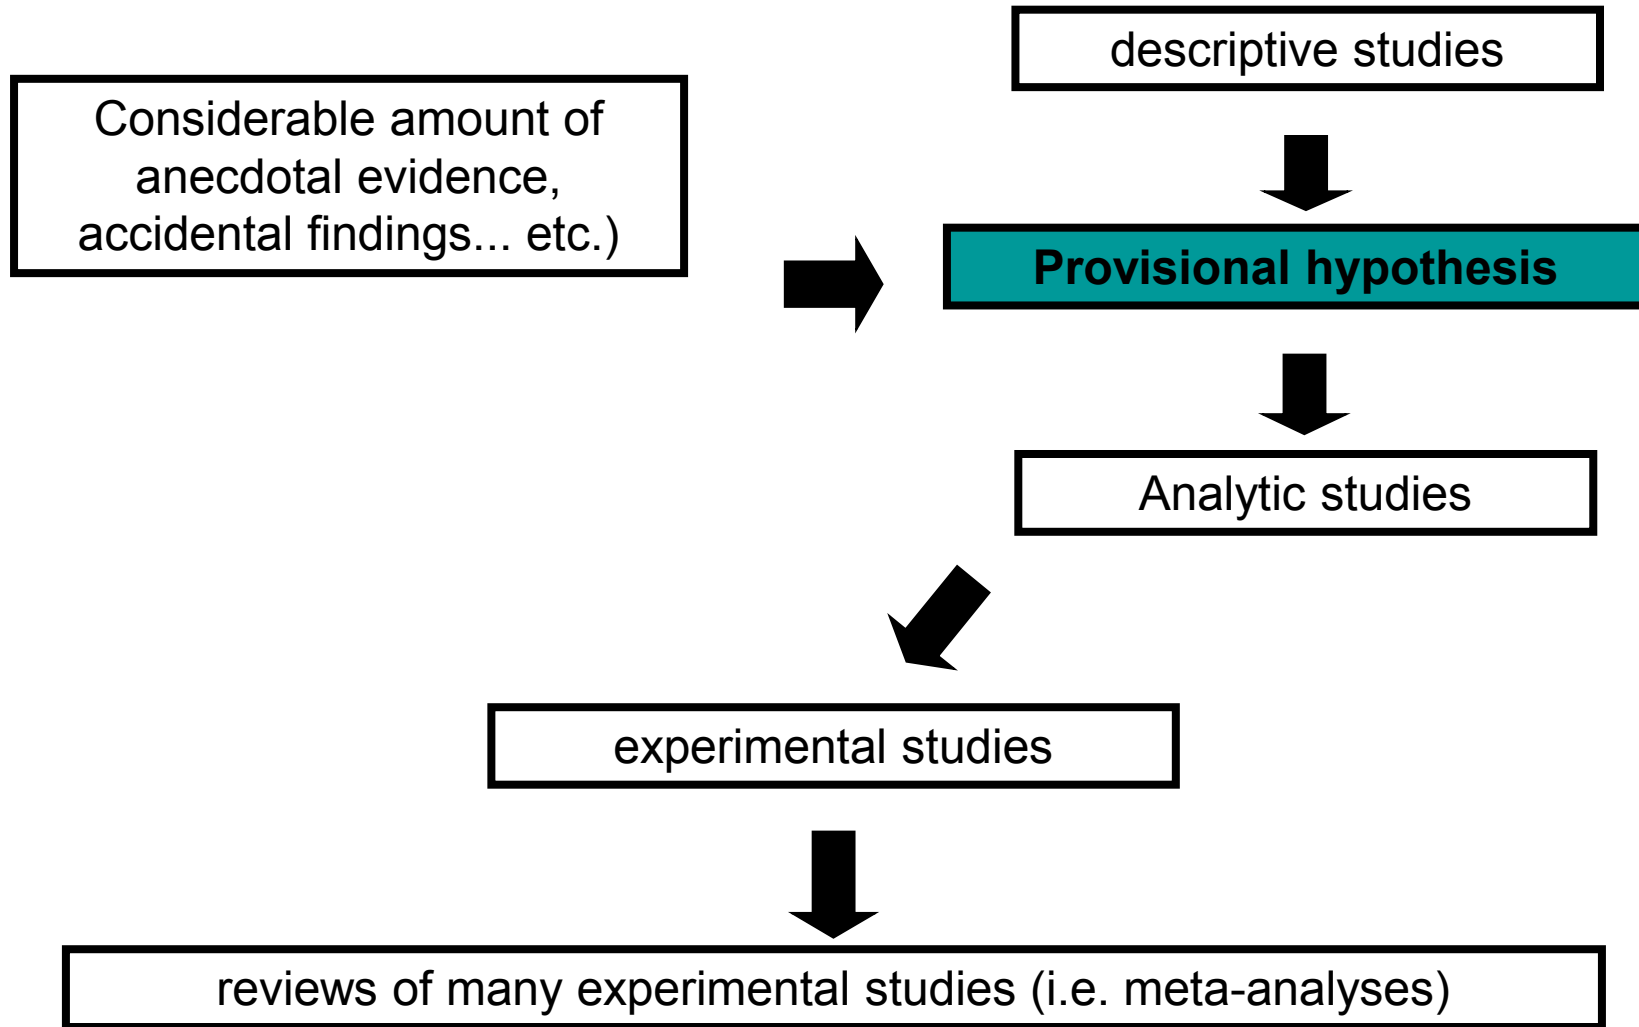 descriptive studies
Considerable amount of
anecdotal evidence,
accidental findings... etc.)
Provisional hypothesis
Analytic studies
experimental studies
reviews of many experimental studies (i.e. meta-analyses)